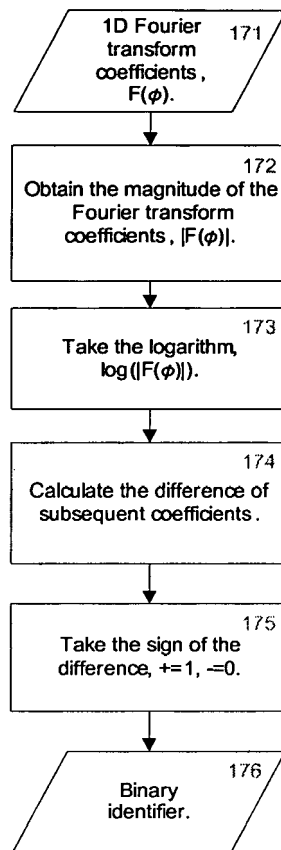 1D Fourier 171
transform
coefficients ,
F(φ).
172
Obtain the magnitude of the
Fourier transform
coefficients , |F(φ)|.
173
Take the logarithm,
log(|F(φ)|).
174
Calculate the difference of
subsequent coefficients .
175
Take the sign of the
difference, +=1, -=0.
176
Binary
identifier.